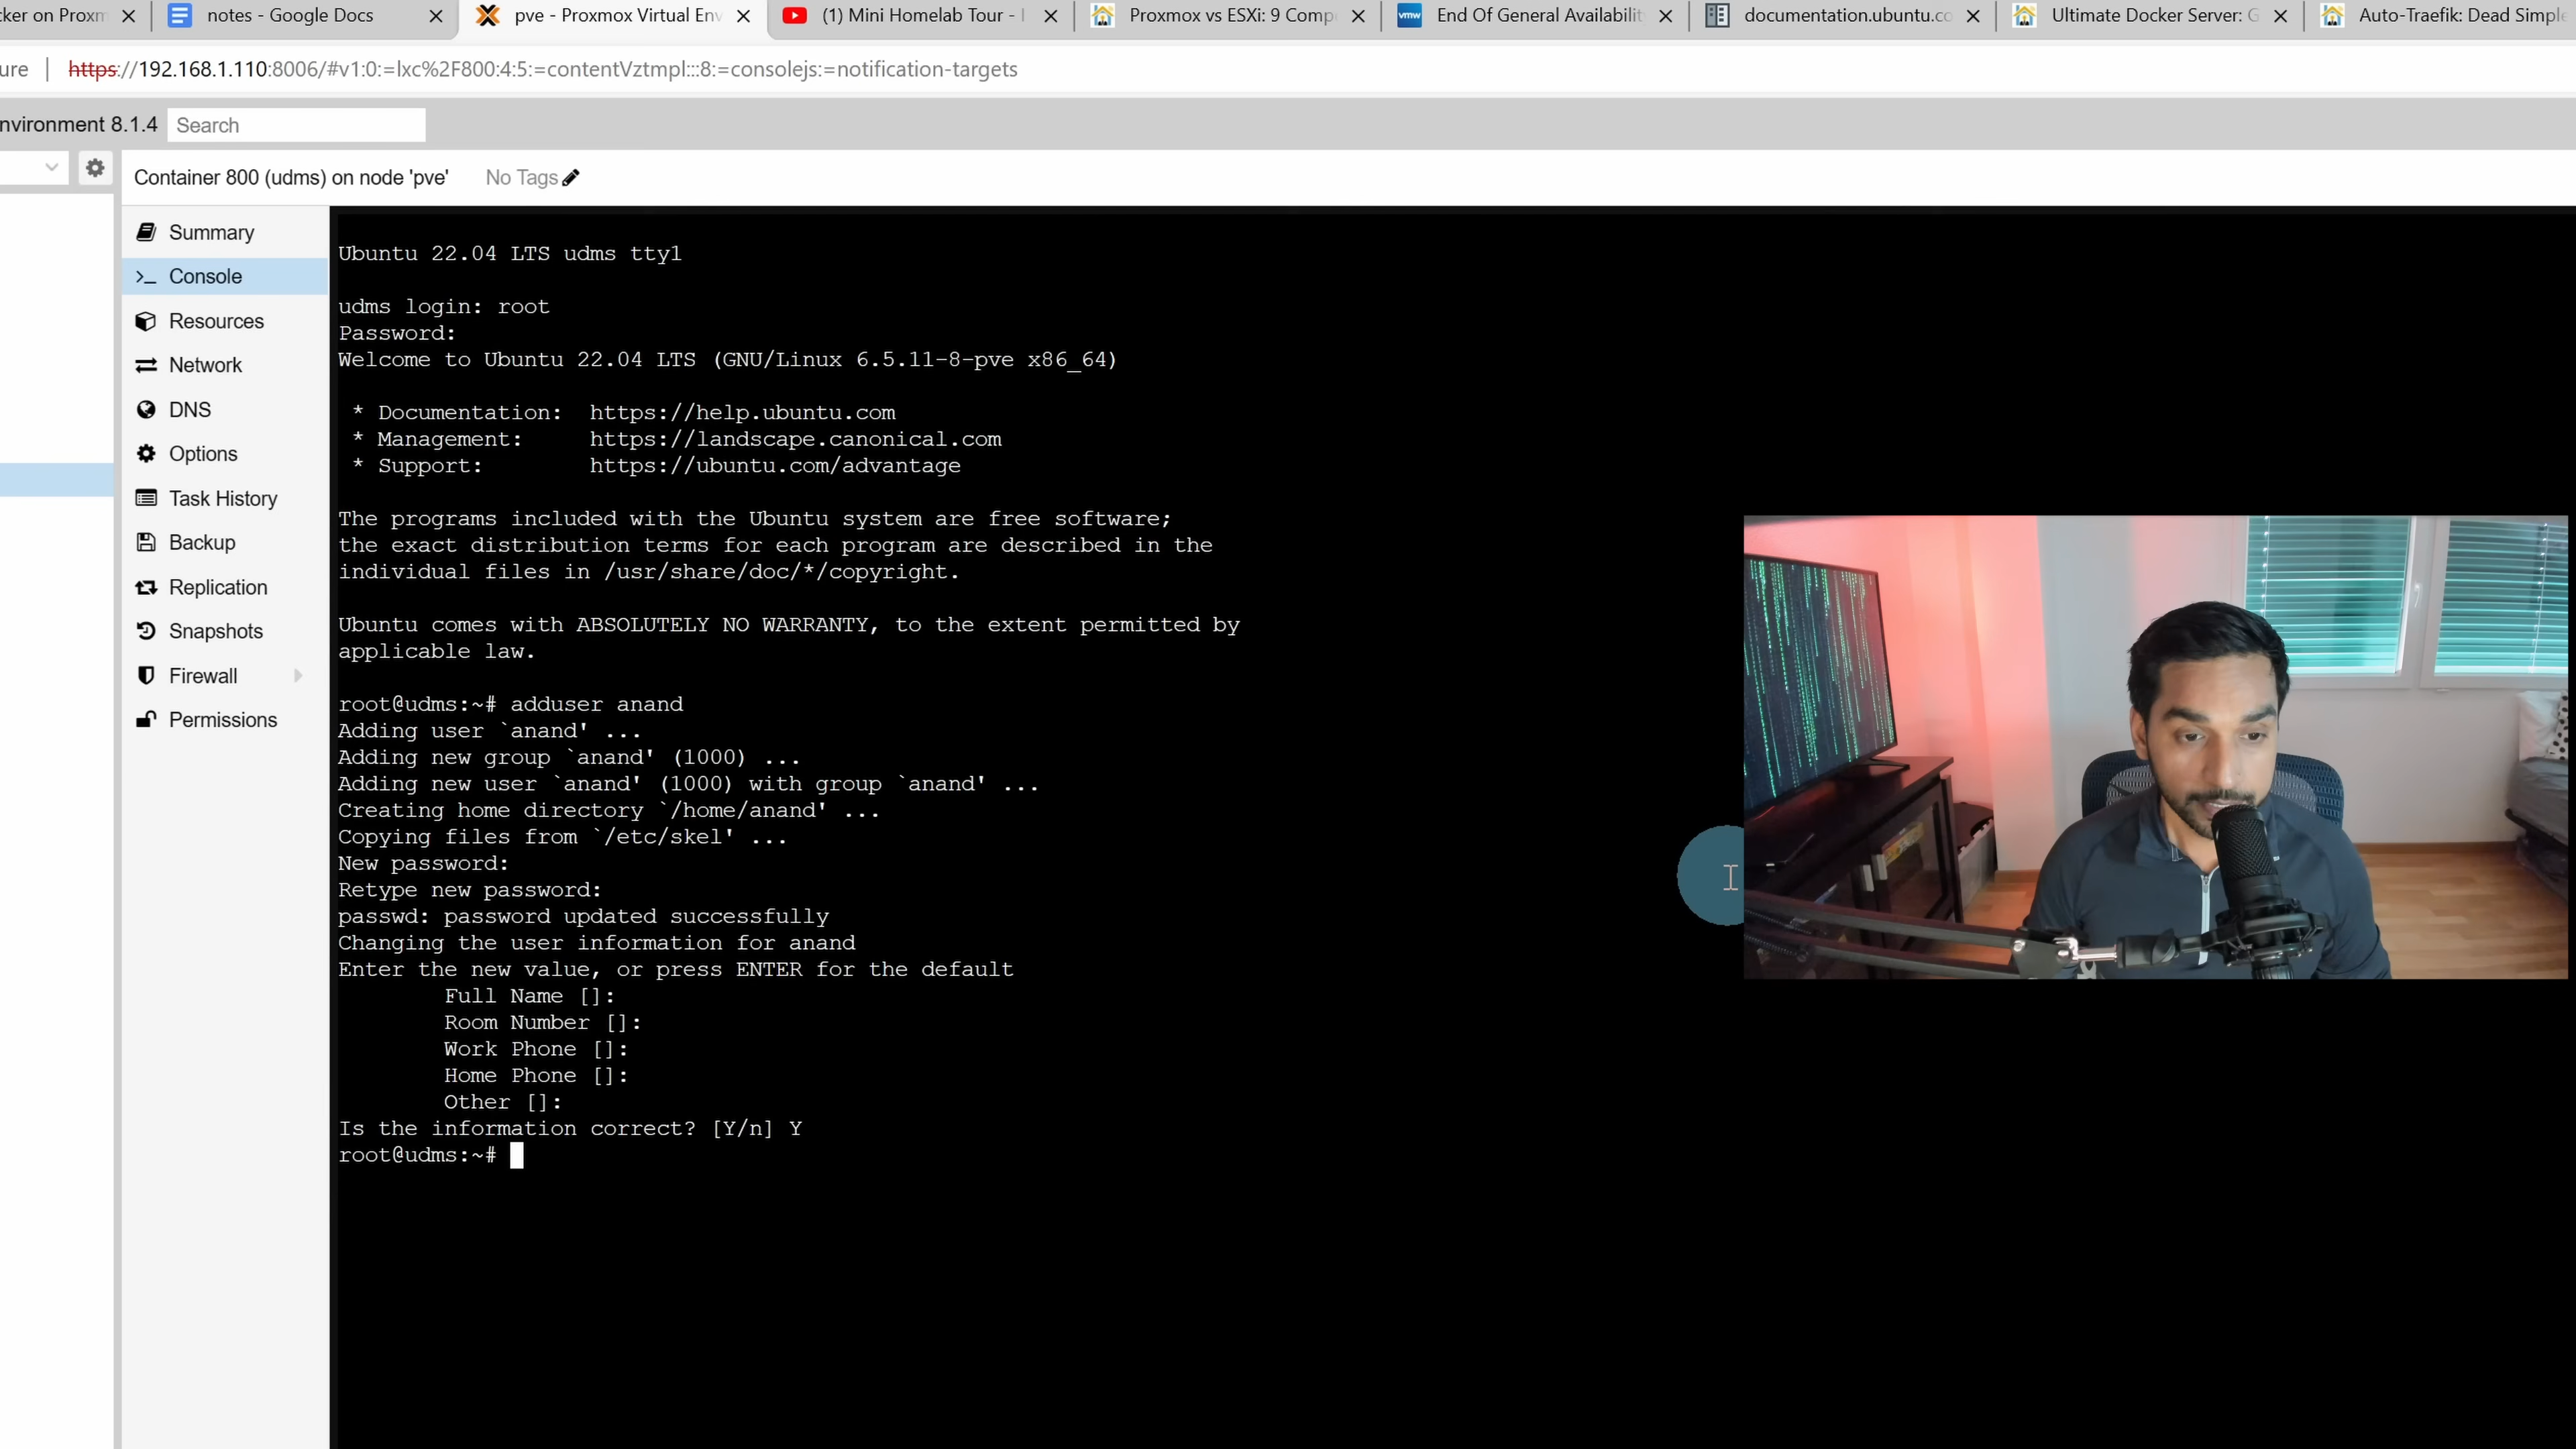 cker on Proxm
notes - Google Docs
pve - Proxmox Virtual Env
(1) Mini Homelab Tour -
Proxmox vs ESXi: 9 Comp
vmw
End Of General Availabilit
documentation.ubuntu.co
Ultimate Docker Server: G
Auto-Traefik: Dead Simple
ure
https://192.168.1.110:8006/#v1:0:=lxc%2F800:4:5:=contentVztmpl:::8:=consolejs:=notification-targets
nvironment 8.1.4
Search
Container 800 (udms) on node 'pve'
No Tags
Summary
Console
Resources
Network
DNS
Options
Task History
Backup
Replication
Snapshots
Firewall
Permissions
Ubuntu 22.04 LTS udms tty1
udms login: root
Password:
Welcome to Ubuntu 22.04 LTS (GNU/Linux 6.5.11-8-pve x86_64)
* Documentation:  https://help.ubuntu.com
* Management:     https://landscape.canonical.com
* Support:        https://ubuntu.com/advantage
The programs included with the Ubuntu system are free software;
the exact distribution terms for each program are described in the
individual files in /usr/share/doc/*/copyright.
Ubuntu comes with ABSOLUTELY NO WARRANTY, to the extent permitted by
applicable law.
root@udms:~# adduser anand
Adding user `anand' ...
Adding new group `anand' (1000) ...
Adding new user `anand' (1000) with group `anand' ...
Creating home directory `/home/anand' ...
Copying files from `/etc/skel' ...
New password:
Retype new password:
passwd: password updated successfully
Changing the user information for anand
Enter the new value, or press ENTER for the default
Full Name []:
Room Number []:
Work Phone []:
Home Phone []:
Other []:
Is the information correct? [Y/n] Y
root@udms:~#